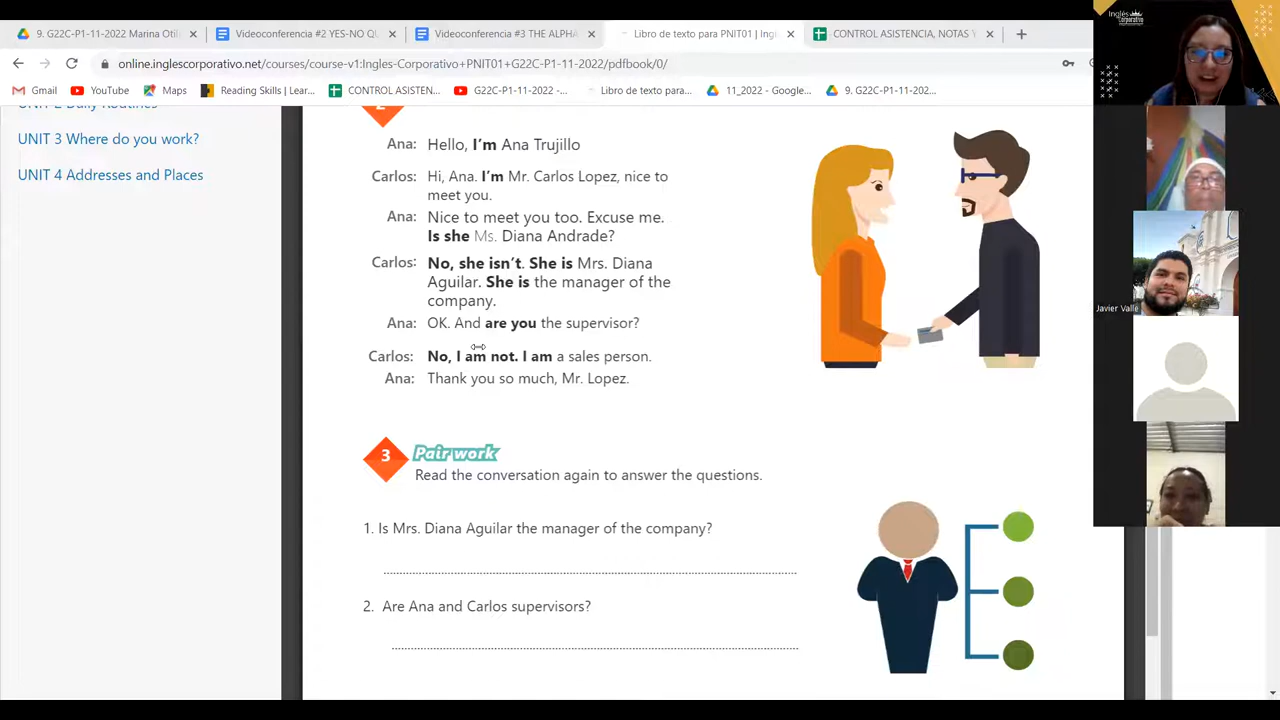 9. G22C-P1-11-2022 Marina Otil
Videoconferencia #2 YES-NO QU
Videoconferencia #3 THE ALPHA
Libro de texto para PNIT01 | Ingl
CONTROL ASISTENCIA, NOTAS Y
online.inglescorporativo.net/courses/course-v1:Ingles-Corporativo+PNIT01+G22C-P1-11-2022/pdfbook/0/
Gmail
YouTube
Maps
Reading Skills | Lear...
CONTROL ASISTEN...
G22C-P1-11-2022 -...
Libro de texto para...
11_2022 - Google...
9. G22C-P1-11-202...
Inglés
Corporativo
UNIT 2 Daily Routines
UNIT 3 Where do you work?
UNIT 4 Addresses and Places
2
Ana: Hello, I'm Ana Trujillo
Carlos: Hi, Ana. I'm Mr. Carlos Lopez, nice to
meet you.
Ana: Nice to meet you too. Excuse me.
Is she Ms. Diana Andrade?
Carlos: No, she isn't. She is Mrs. Diana
Aguilar. She is the manager of the
company.
Ana: OK. And are you the supervisor?
Carlos: No, I am not. I am a sales person.
Ana: Thank you so much, Mr. Lopez.
3 Pair work
Read the conversation again to answer the questions.
1. Is Mrs. Diana Aguilar the manager of the company?
2. Are Ana and Carlos supervisors?
Javier Valle